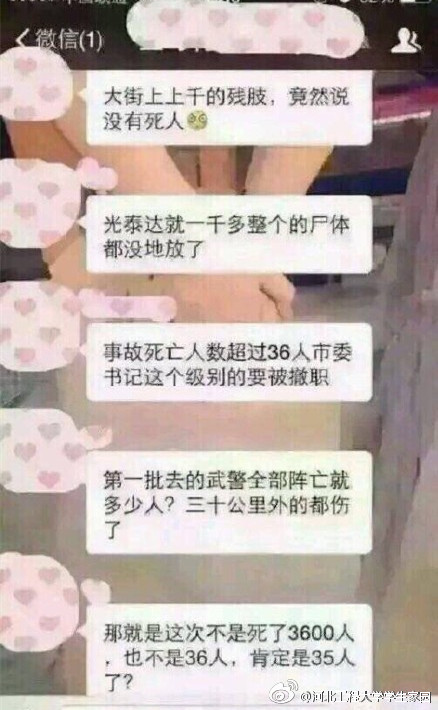 微信(1)
大街上上千的残肢，竟然说
没有死人
光泰达就一千多整个的尸体
都没地放了
事故死亡人数超过36人市委
书记这个级别的要被撤职
第一批去的武警全部阵亡就
多少人？三十公里外的都伤
了
那就是这次不是死了3600人
，也不是36人，肯定是35人
了？